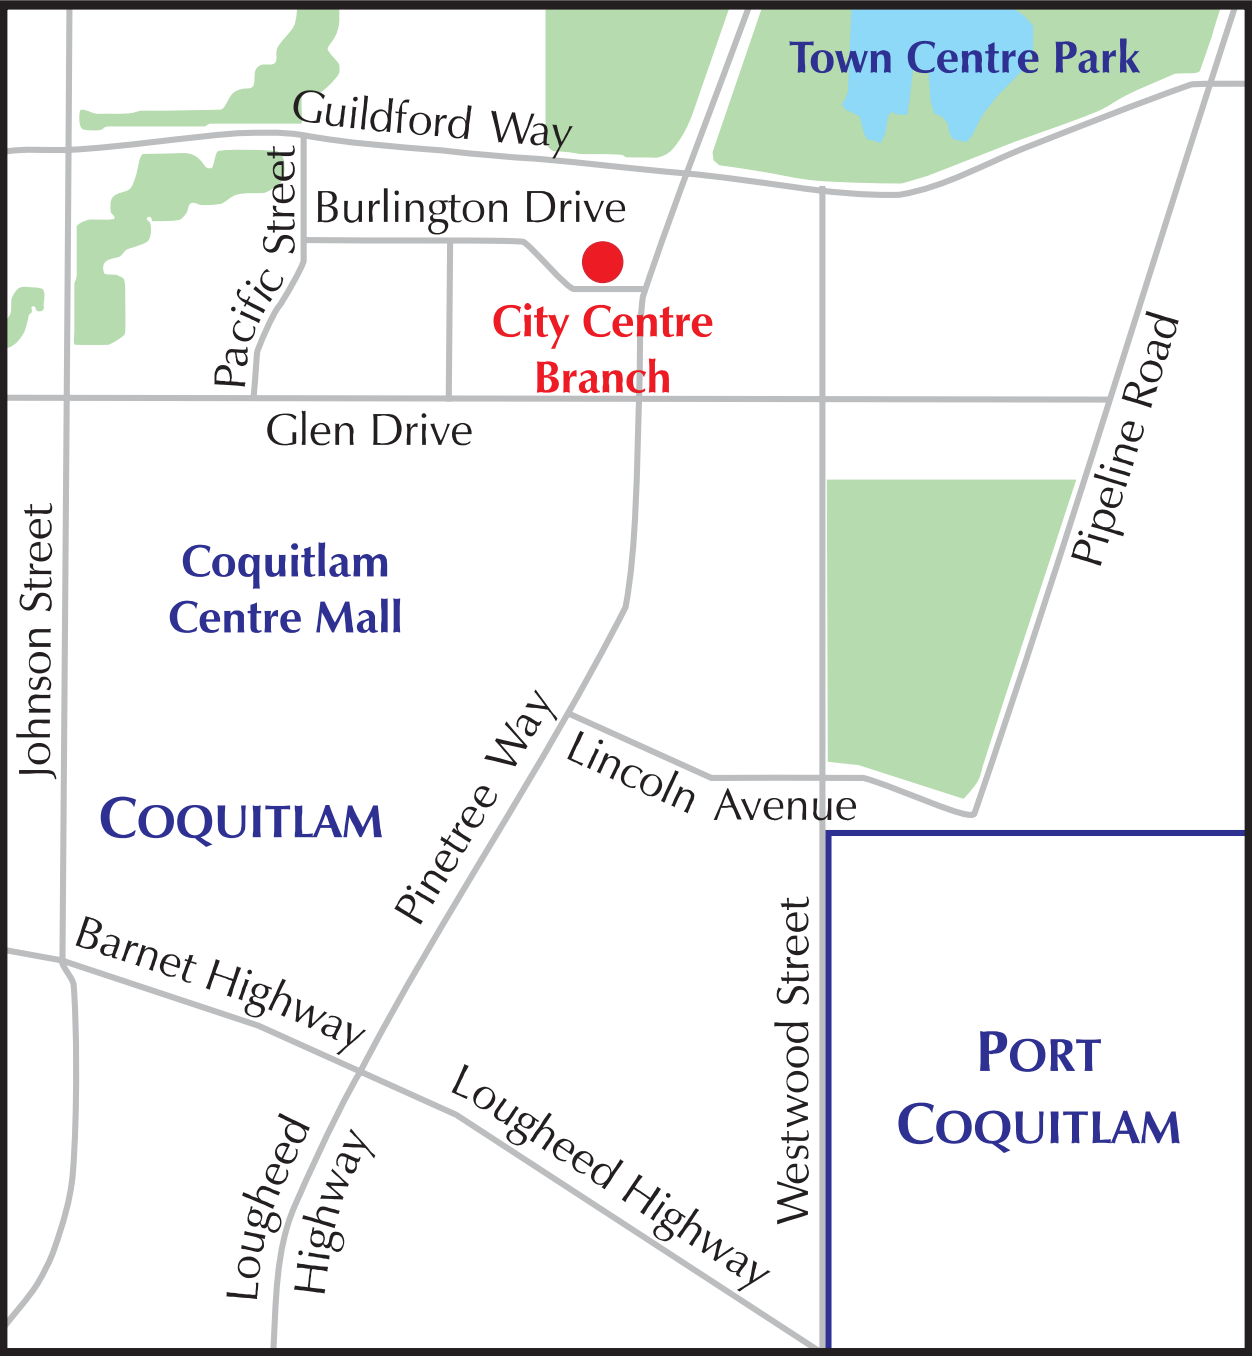 Town Centre Park
Guildford Way
Burlington Drive
Pacific Street
City Centre
Branch
Pipeline Road
Glen Drive
Johnson Street
Coquitlam
Centre Mall
Pinetree Way
Lincoln Avenue
COQUITLAM
Barnet Highway
Westwood Street
Lougheed Highway
Lougheed
Highway
PORT
COQUITLAM